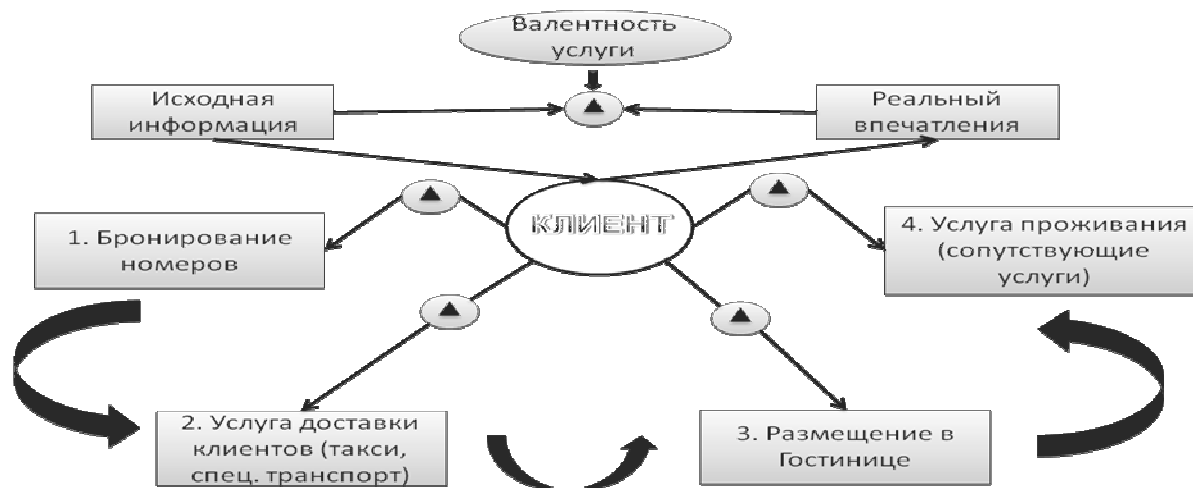 Валентность
услуги
Исходная
информация
Реальный
впечатления
КЛИЕНТ
1. Бронирование
номеров
4. Услуга проживания
(сопутствующие
услуги)
2. Услуга доставки
клиентов (такси,
спец. транспорт)
3. Размещение в
Гостинице